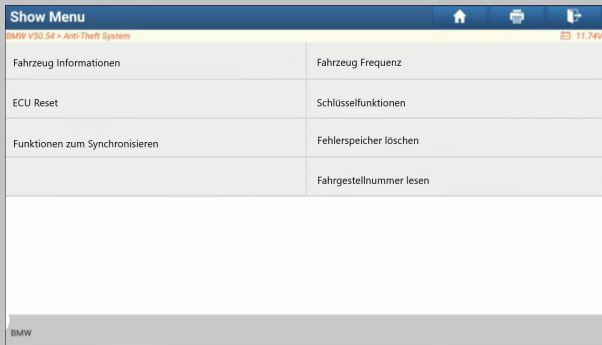 Show Menu
BMW V50.54 > Anti-Theft System
11.74V
Fahrzeug Informationen
Fahrzeug Frequenz
ECU Reset
Schlüsselfunktionen
Funktionen zum Synchronisieren
Fehlerspeicher löschen
Fahrgestellnummer lesen
BMW